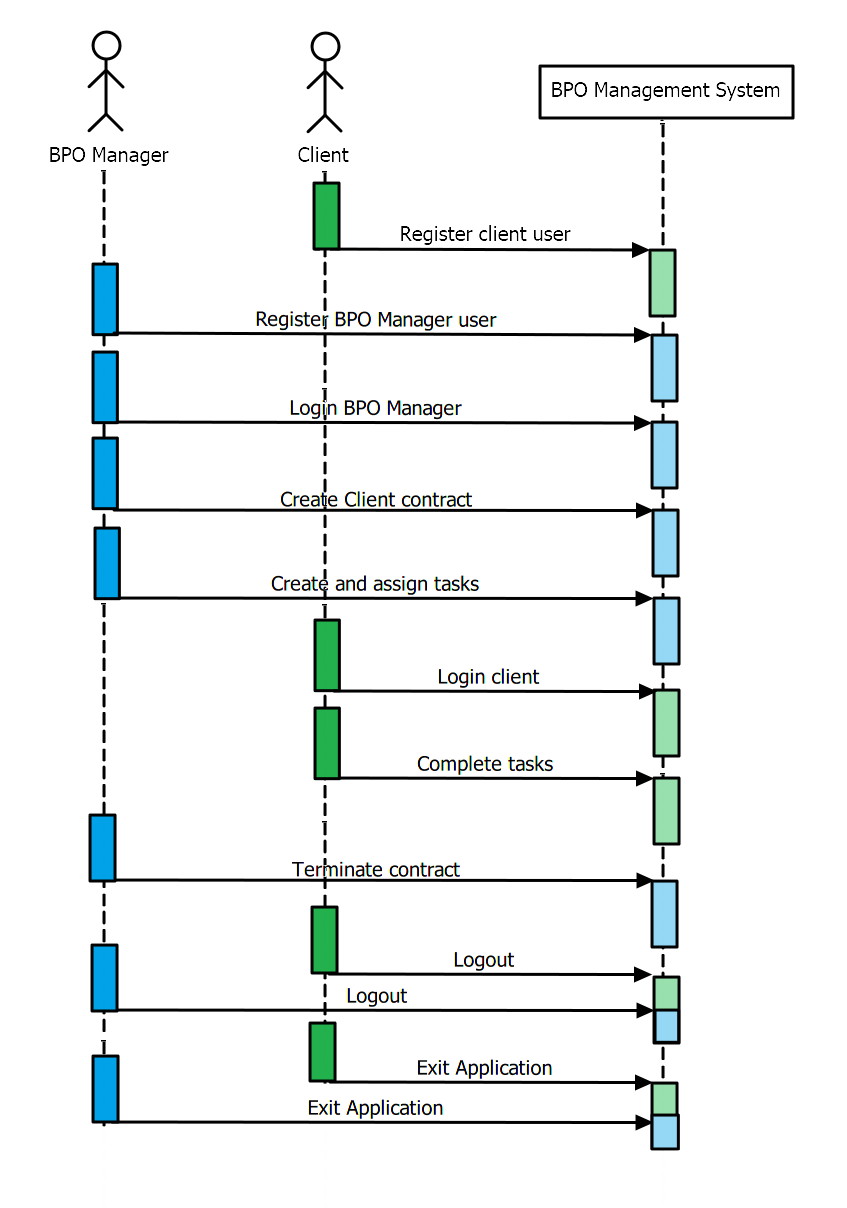 BPO Management System
BPO Manager
Client
Register client user
Register BPO Manager user
Login BPO Manager
Create Client contract
Create and assign tasks
Login client
Complete tasks
Terminate contract
Logout
Logout
Exit Application
Exit Application